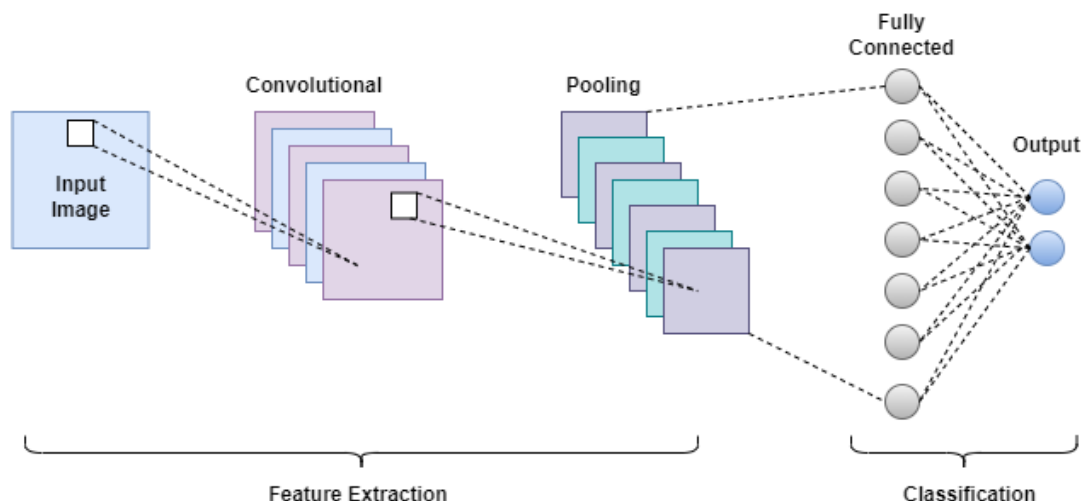 Fully
Connected
Convolutional
Pooling
Output
Input
Image
Feature Extraction
Classification